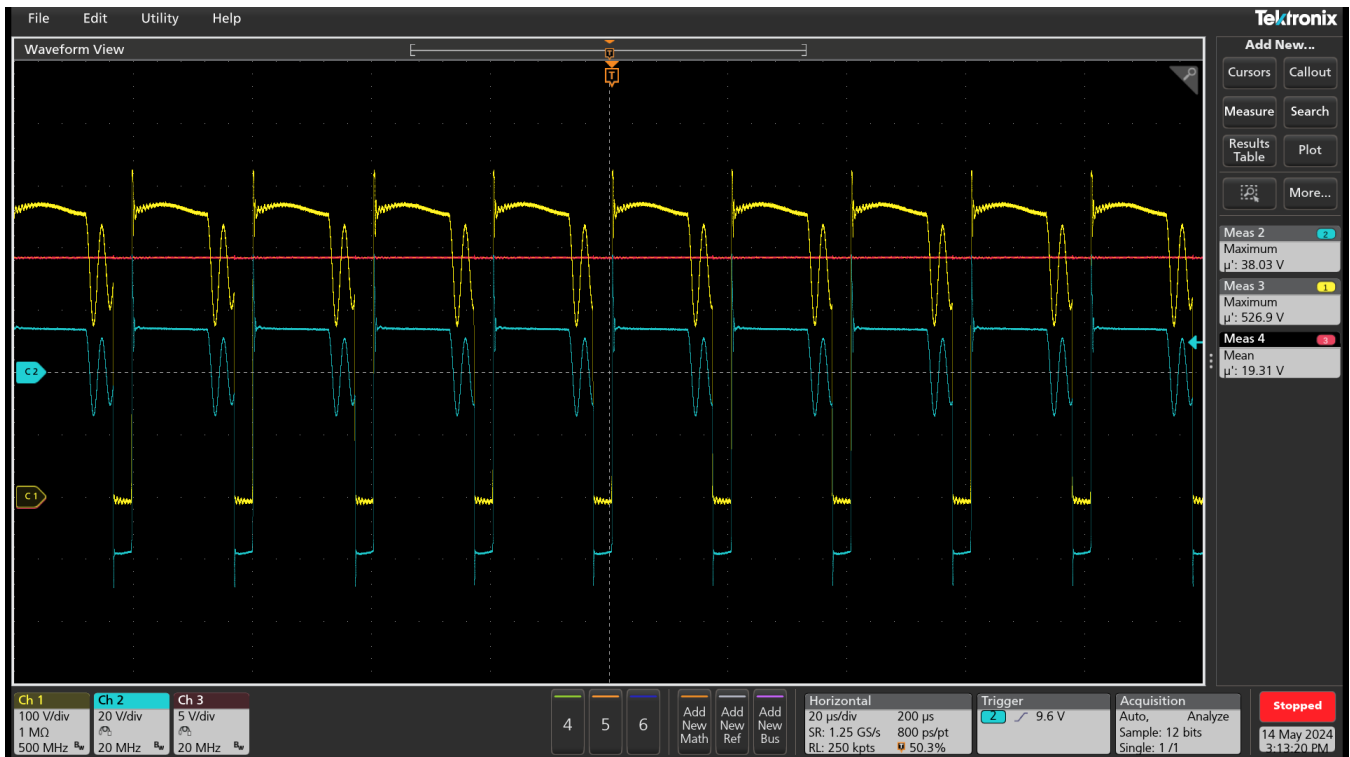 File Edit Utility Help
Tektronix
Waveform View
T
T
Add New...
Cursors Callout
Measure Search
Results Table Plot
More...
Meas 2 2
Maximum
µ': 38.03 V
Meas 3 1
Maximum
µ': 526.9 V
Meas 4 3
Mean
µ': 19.31 V
C 2
C 1
Ch 1
100 V/div
1 MΩ
500 MHz Bw
Ch 2
20 V/div
20 MHz Bw
Ch 3
5 V/div
20 MHz Bw
4 5 6
Add New Math
Add New Ref
Add New Bus
Horizontal
20 µs/div 200 µs
SR: 1.25 GS/s 800 ps/pt
RL: 250 kpts T 50.3%
Trigger
2 9.6 V
Acquisition
Auto, Analyze
Sample: 12 bits
Single: 1 /1
Stopped
14 May 2024
3:13:20 PM